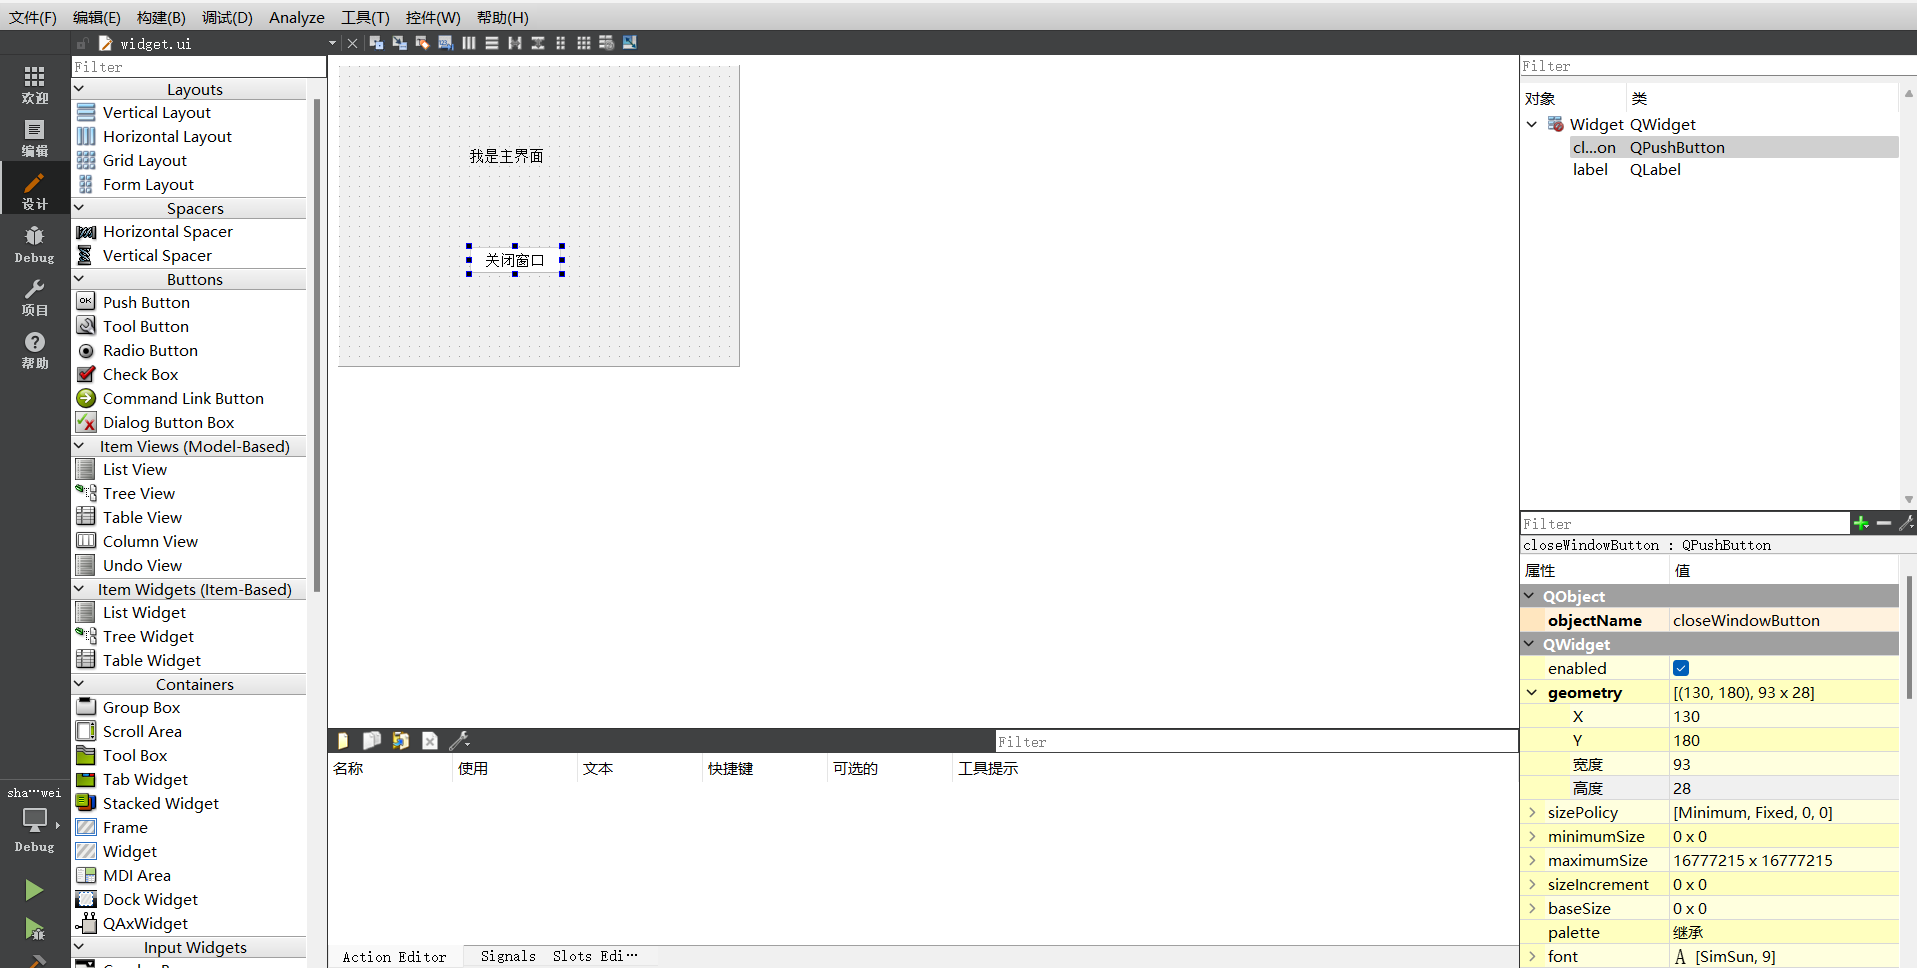 文件(F) 编辑(E) 构建(B) 调试(D) Analyze 工具(T) 控件(W) 帮助(H)
widget.ui
欢迎
编辑
设计
Debug
项目
帮助
sha···wei
Debug
Filter
Layouts
Vertical Layout
Horizontal Layout
Grid Layout
Form Layout
Spacers
Horizontal Spacer
Vertical Spacer
Buttons
Push Button
Tool Button
Radio Button
Check Box
Command Link Button
Dialog Button Box
Item Views (Model-Based)
List View
Tree View
Table View
Column View
Undo View
Item Widgets (Item-Based)
List Widget
Tree Widget
Table Widget
Containers
Group Box
Scroll Area
Tool Box
Tab Widget
Stacked Widget
Frame
Widget
MDI Area
Dock Widget
QAxWidget
Input Widgets
我是主界面
关闭窗口
Filter
名称 使用 文本 快捷键 可选的 工具提示
Action Editor Signals Slots Edi···
Filter
对象 类
Widget QWidget
cl...on QPushButton
label QLabel
Filter
closeWindowButton : QPushButton
属性 值
QObject
objectName closeWindowButton
QWidget
enabled
geometry [(130, 180), 93 x 28]
X 130
Y 180
宽度 93
高度 28
sizePolicy [Minimum, Fixed, 0, 0]
minimumSize 0 x 0
maximumSize 16777215 x 16777215
sizeIncrement 0 x 0
baseSize 0 x 0
palette 继承
font A [SimSun, 9]